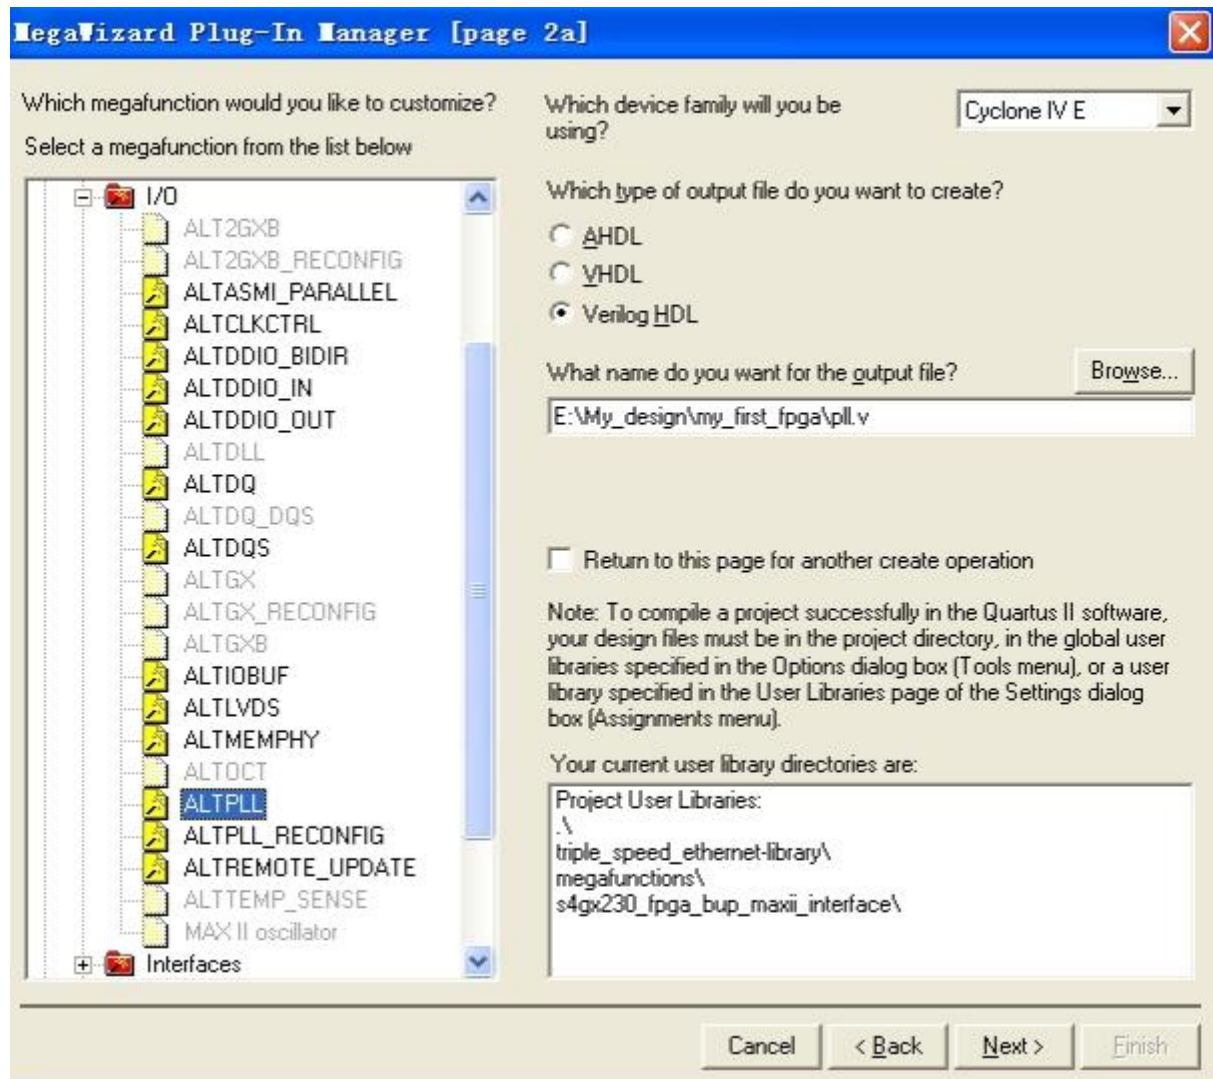 MegaWizard Plug-In Manager [page 2a]
Which megafunction would you like to customize?
Select a megafunction from the list below
I/O
ALT2GXB
ALT2GXB_RECONFIG
ALTASMI_PARALLEL
ALTCLKCTRL
ALTDDIO_BIDIR
ALTDDIO_IN
ALTDDIO_OUT
ALTDLL
ALTDQ
ALTDQ_DQS
ALTDQS
ALTGX
ALTGX_RECONFIG
ALTGXB
ALTIOBUF
ALTLVDS
ALTMEMPHY
ALTOCT
ALTPLL
ALTPLL_RECONFIG
ALTREMOTE_UPDATE
ALTTEMP_SENSE
MAX II oscillator
Interfaces
Which device family will you be
using?
Cyclone IV E
Which type of output file do you want to create?
AHDL
VHDL
Verilog HDL
What name do you want for the output file?
Browse...
E:\My_design\my_first_fpga\pll.v
Return to this page for another create operation
Note: To compile a project successfully in the Quartus II software,
your design files must be in the project directory, in the global user
libraries specified in the Options dialog box (Tools menu), or a user
library specified in the User Libraries page of the Settings dialog
box (Assignments menu).
Your current user library directories are:
Project User Libraries:
.\
triple_speed_ethernet-library\
megafunctions\
s4gx230_fpga_bup_maxii_interface\
Cancel
< Back
Next >
Finish